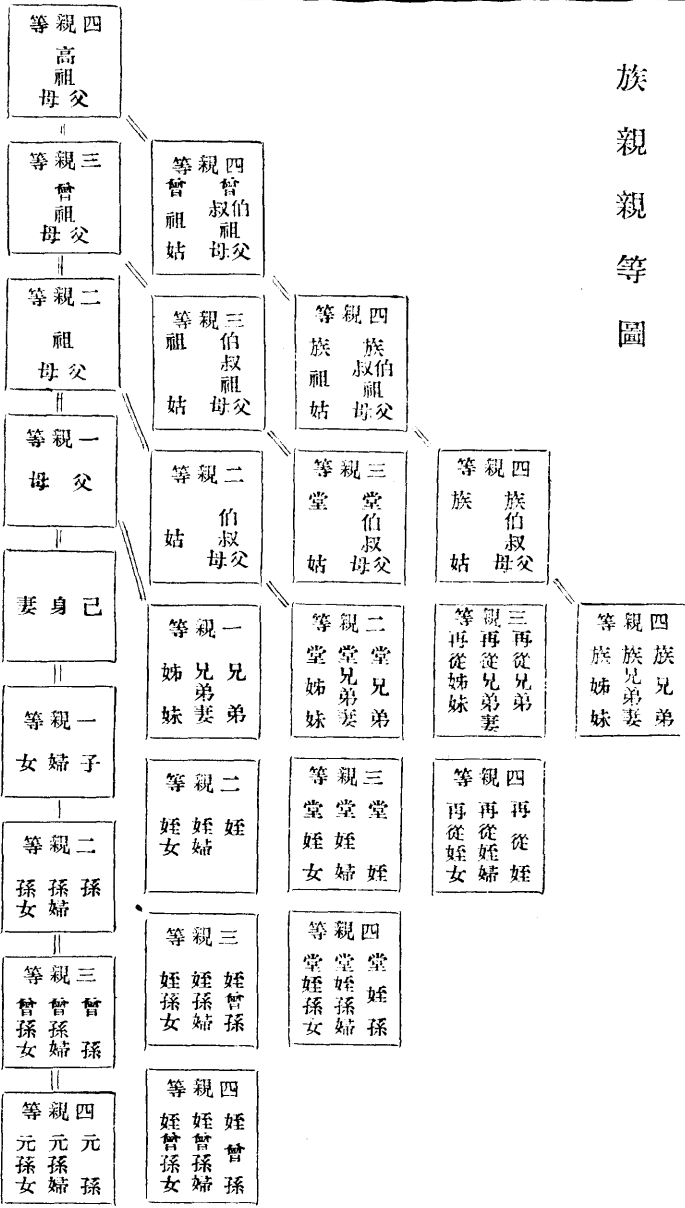 族親親等圖
四親等
高祖父母
三親等
曾祖父母
二親等
祖父母
一親等
父母
己身妻
一親等
子
婦
女
二親等
孫
孫婦
孫女
三親等
曾孫
曾孫婦
曾孫女
四親等
元孫
元孫婦
元孫女
四親等
曾伯叔祖父母
曾祖姑
三親等
伯叔祖父母
祖姑
二親等
伯叔父母
姑
一親等
兄弟
兄弟妻
姊妹
二親等
姪
姪婦
姪女
三親等
姪曾孫
姪孫婦
姪孫女
四親等
姪曾孫
姪曾孫婦
姪曾孫女
四親等
族伯叔祖父母
族祖姑
三親等
堂伯叔父母
堂姑
二親等
堂兄弟
堂兄弟妻
堂姊妹
三親等
堂姪
堂姪婦
堂姪女
四親等
堂姪孫
堂姪孫婦
堂姪孫女
四親等
族伯叔父母
族姑
三親等
再從兄弟
再從兄弟妻
再從姊妹
四親等
再從姪
再從姪婦
再從姪女
四親等
族兄弟
族兄弟妻
族姊妹